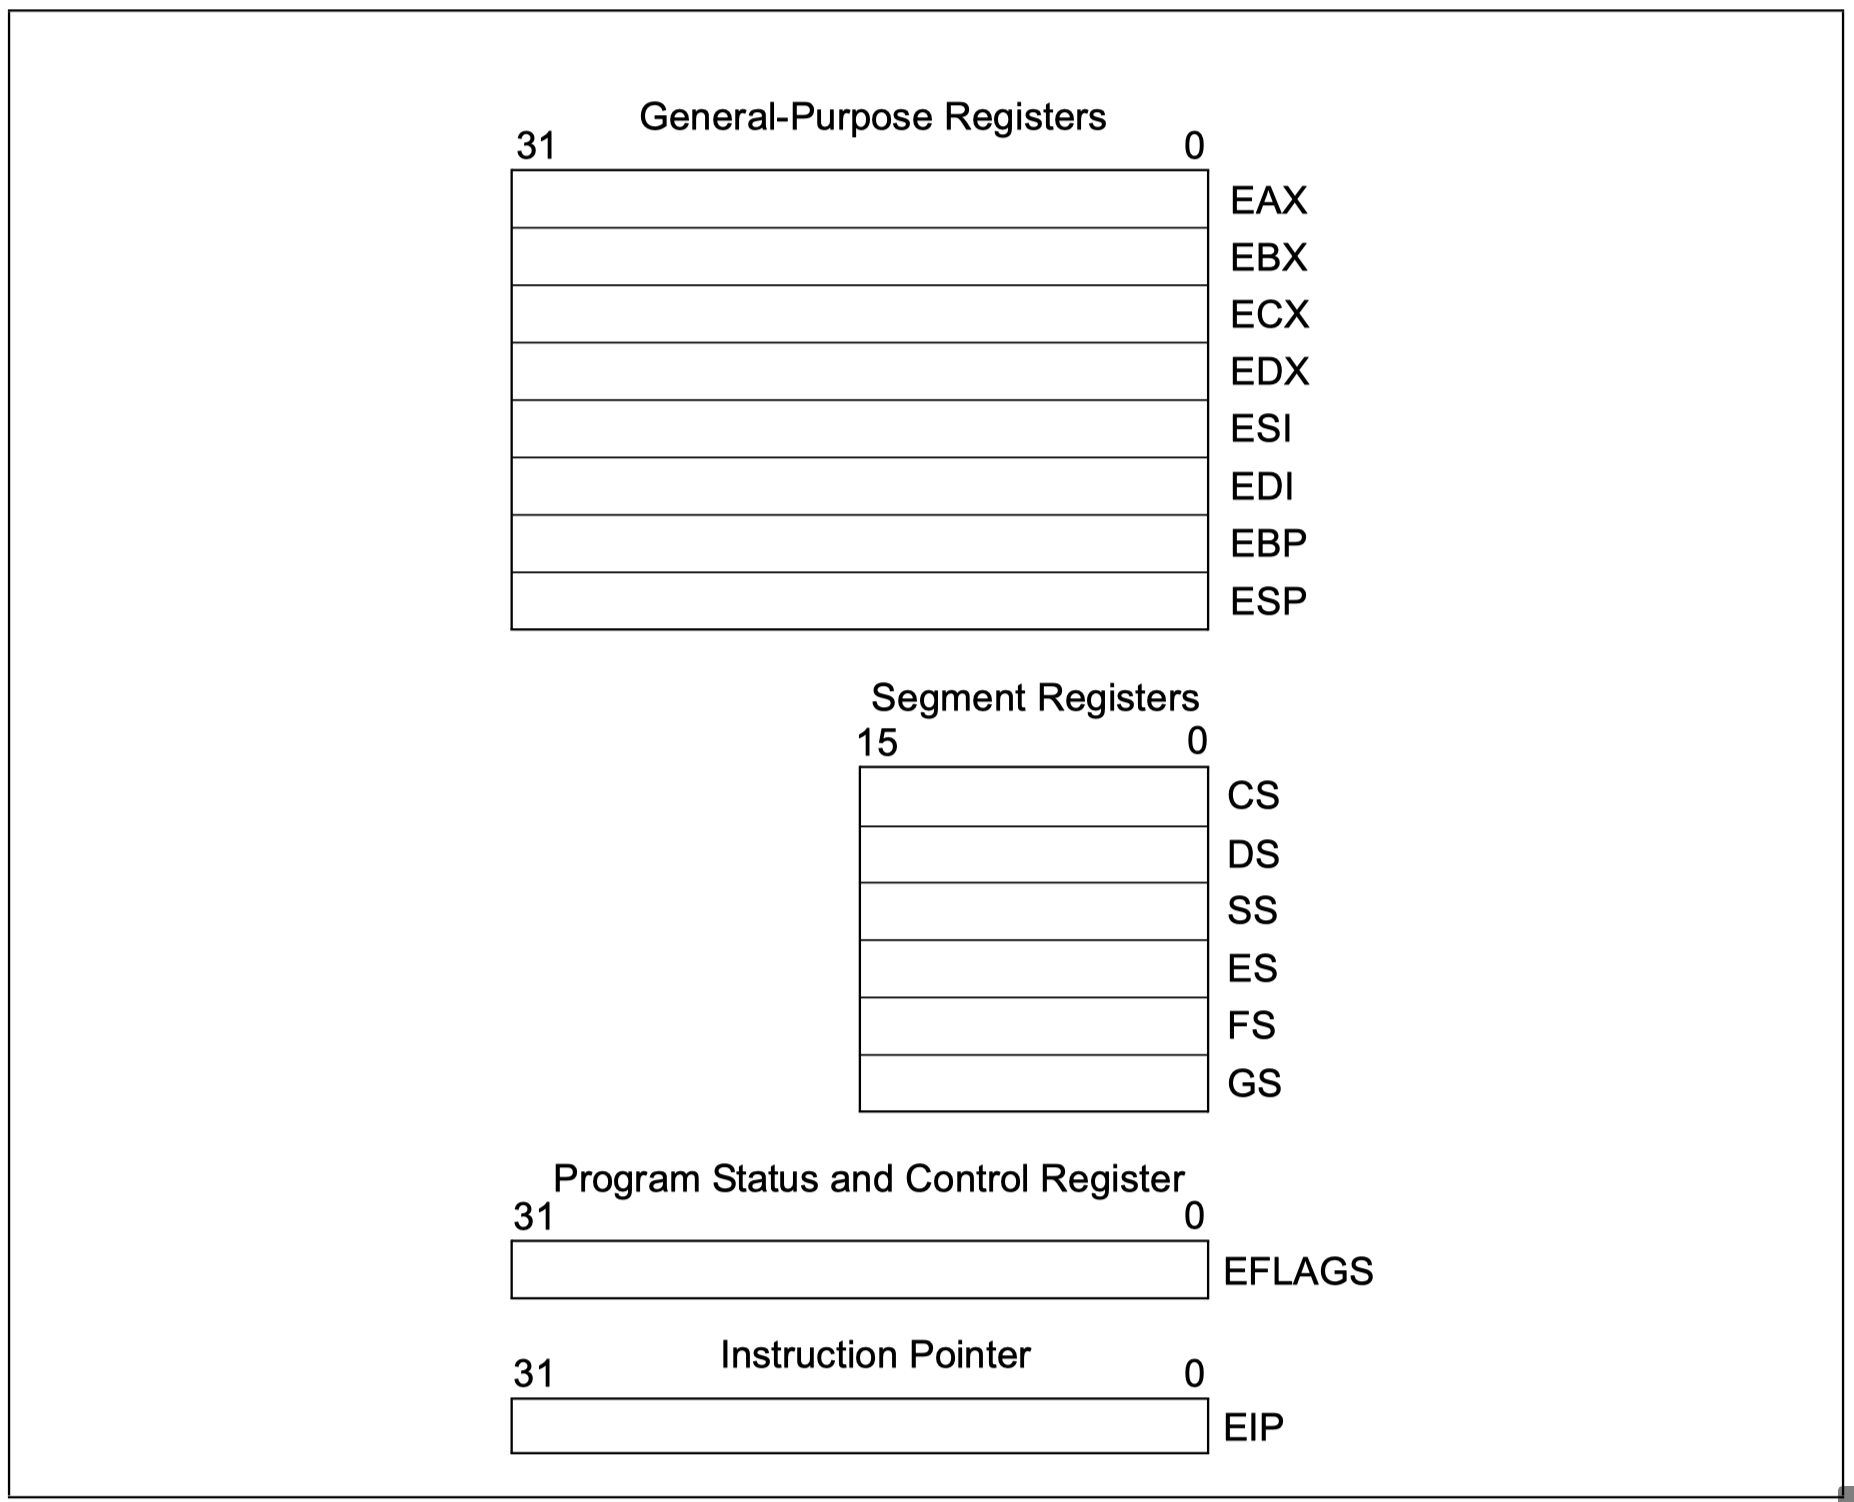 General-Purpose Registers
31 0
EAX
EBX
ECX
EDX
ESI
EDI
EBP
ESP
Segment Registers
15 0
CS
DS
SS
ES
FS
GS
Program Status and Control Register
31 0
EFLAGS
Instruction Pointer
31 0
EIP